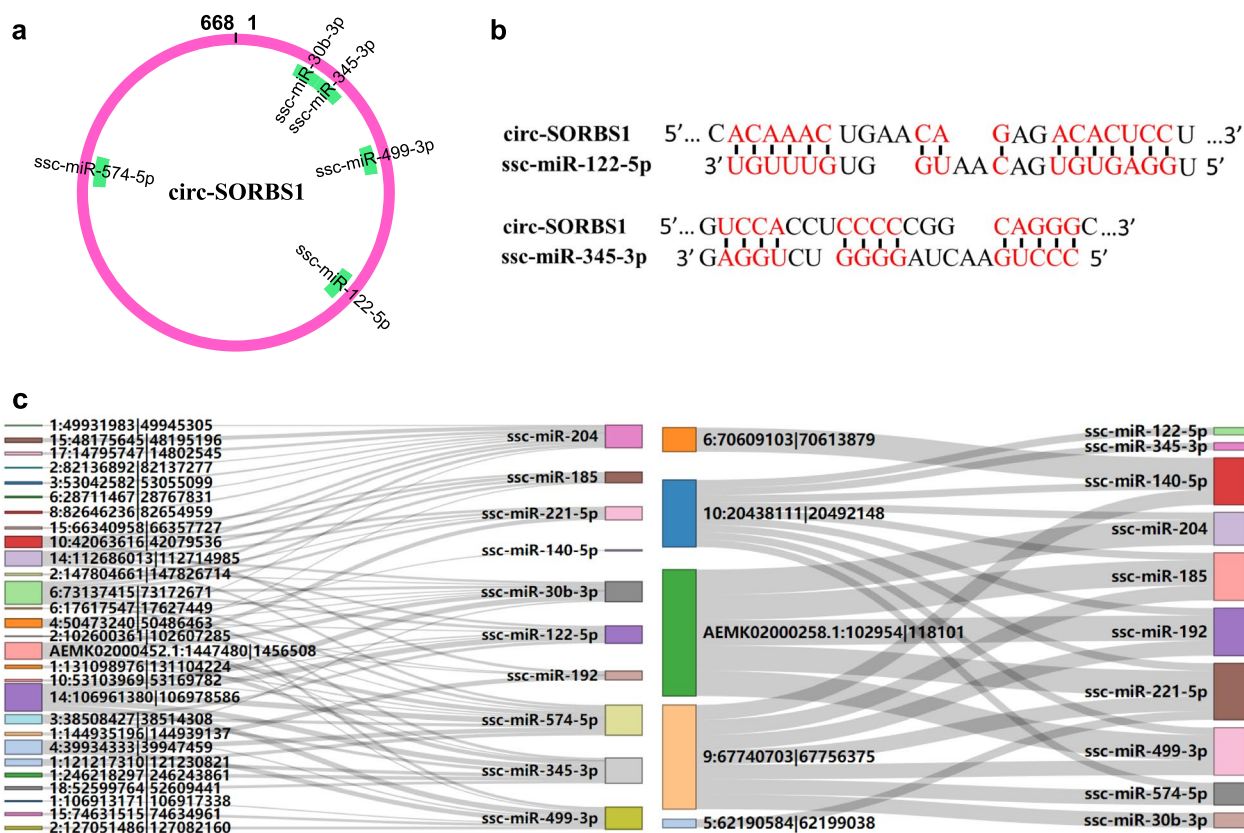 a
668 1
ssc-miR-30b-3p
ssc-miR-345-3p
ssc-miR-499-3p
ssc-miR-574-5p
circ-SORBS1
ssc-miR-122-5p
b
circ-SORBS1 5′... CACAAAC UGAACA GAGACACUCCU ...3′
ssc-miR-122-5p 3′UGUUUGUG GUAACAGUGUGAGGU 5′
circ-SORBS1 5′... GUCCACCUCCCCCGG CAGGGC...3′
ssc-miR-345-3p 3′GAGGUCU GGGGAUCAAGUCCC 5′
c
1:49931983|49945305
15:48175645|48195196
17:14795747|14802545
2:82136892|82137277
3:53042582|53055099
6:28711467|28767831
8:82646236|82654959
15:66340958|66357727
10:42063616|42079536
14:112686013|112714985
2:147804661|147826714
6:73137415|73172671
6:17617547|17627449
4:50473240|50486463
2:102600361|102607285
AEMK02000452.1:1447480|1456508
1:131098976|131104224
10:53103969|53169782
14:106961380|106978586
3:38508427|38514308
1:144935196|144939137
4:39934333|39947459
1:121217310|121230821
1:246218297|246243861
18:52599764|52609441
1:106913171|106917338
15:74631515|74634961
2:127051486|127082160
ssc-miR-204
ssc-miR-185
ssc-miR-221-5p
ssc-miR-140-5p
ssc-miR-30b-3p
ssc-miR-122-5p
ssc-miR-192
ssc-miR-574-5p
ssc-miR-345-3p
ssc-miR-499-3p
6:70609103|70613879
10:20438111|20492148
AEMK02000258.1:102954|118101
9:67740703|67756375
5:62190584|62199038
ssc-miR-122-5p
ssc-miR-345-3p
ssc-miR-140-5p
ssc-miR-204
ssc-miR-185
ssc-miR-192
ssc-miR-221-5p
ssc-miR-499-3p
ssc-miR-574-5p
ssc-miR-30b-3p